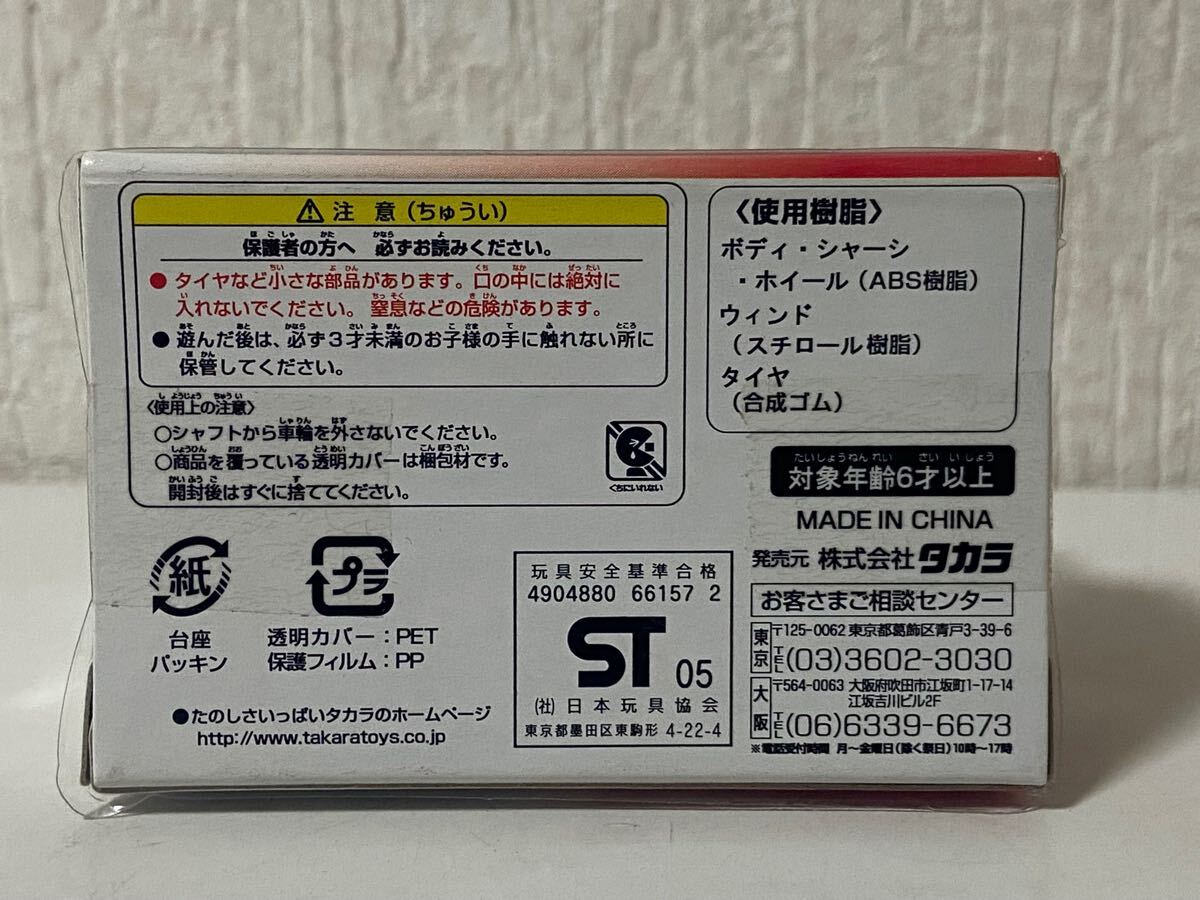 ⚠ 注 意（ちゅうい）
保護者の方へ 必ずお読みください。
●タイヤなど小さな部品があります。口の中には絶対に
入れないでください。窒息などの危険があります。
●遊んだ後は、必ず3才未満のお子様の手に触れない所に
保管してください。
〈使用上の注意〉
○シャフトから車輪を外さないでください。
○商品を覆っている透明カバーは梱包材です。
開封後はすぐに捨ててください。
くちにいれない
〈使用樹脂〉
ボディ・シャーシ
・ホイール（ABS樹脂）
ウィンド
（スチロール樹脂）
タイヤ
（合成ゴム）
たいしょうねんれい さいいじょう
対象年齢6才以上
MADE IN CHINA
発売元 株式会社 タカラ
お客さまご相談センター
東京 〒125-0062 東京都葛飾区青戸3-39-6
TEL(03)3602-3030
大阪 〒564-0063 大阪府吹田市江坂町1-17-14
江坂吉川ビル2F
TEL(06)6339-6673
※電話受付時間 月～金曜日（除く祭日）10時～17時
紙
台座
パッキン
プラ
透明カバー：PET
保護フィルム：PP
●たのしさいっぱいタカラのホームページ
http://www.takaratoys.co.jp
玩具安全基準合格
4904880 66157 2
ST 05
（社）日本玩具協会
東京都墨田区東駒形 4-22-4